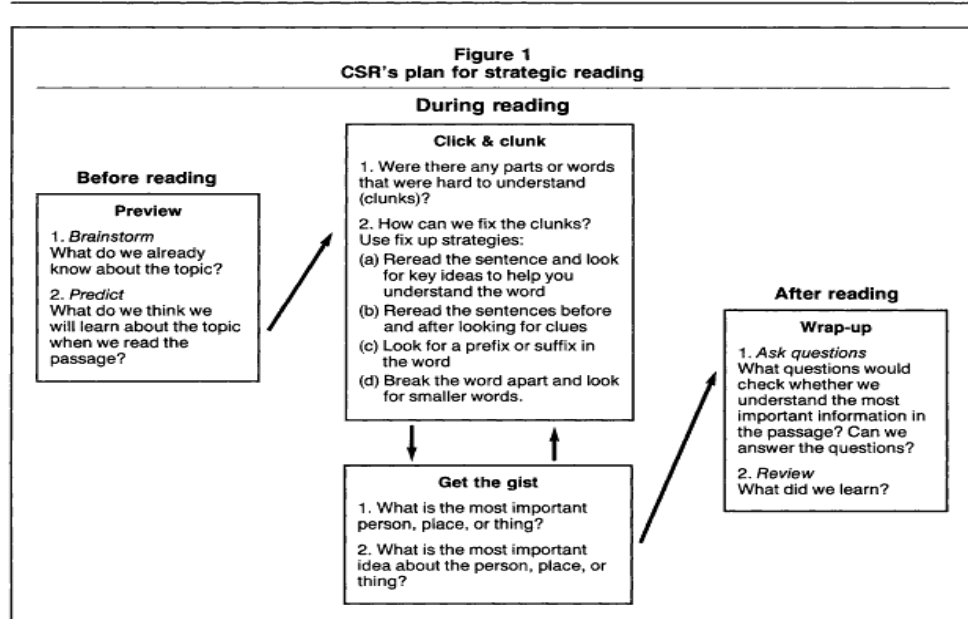 Figure 1
CSR's plan for strategic reading
Before reading
Preview
1. Brainstorm
What do we already
know about the topic?
2. Predict
What do we think we
will learn about the topic
when we read the
passage?
During reading
Click & clunk
1. Were there any parts or words
that were hard to understand
(clunks)?
2. How can we fix the clunks?
Use fix up strategies:
(a) Reread the sentence and look
for key ideas to help you
understand the word
(b) Reread the sentences before
and after looking for clues
(c) Look for a prefix or suffix in
the word
(d) Break the word apart and look
for smaller words.
Get the gist
1. What is the most important
person, place, or thing?
2. What is the most important
idea about the person, place, or
thing?
After reading
Wrap-up
1. Ask questions
What questions would
check whether we
understand the most
important information in
the passage? Can we
answer the questions?
2. Review
What did we learn?